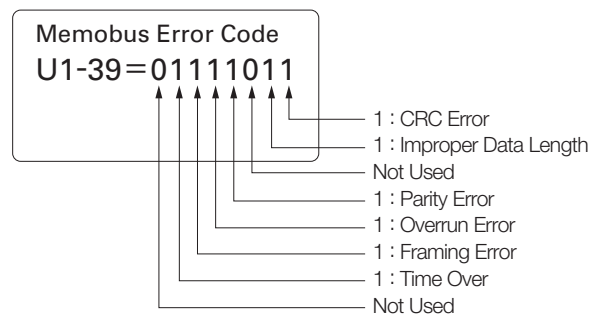 Memobus Error Code
U1-39=01111011
1 : CRC Error
1 : Improper Data Length
Not Used
1 : Parity Error
1 : Overrun Error
1 : Framing Error
1 : Time Over
Not Used